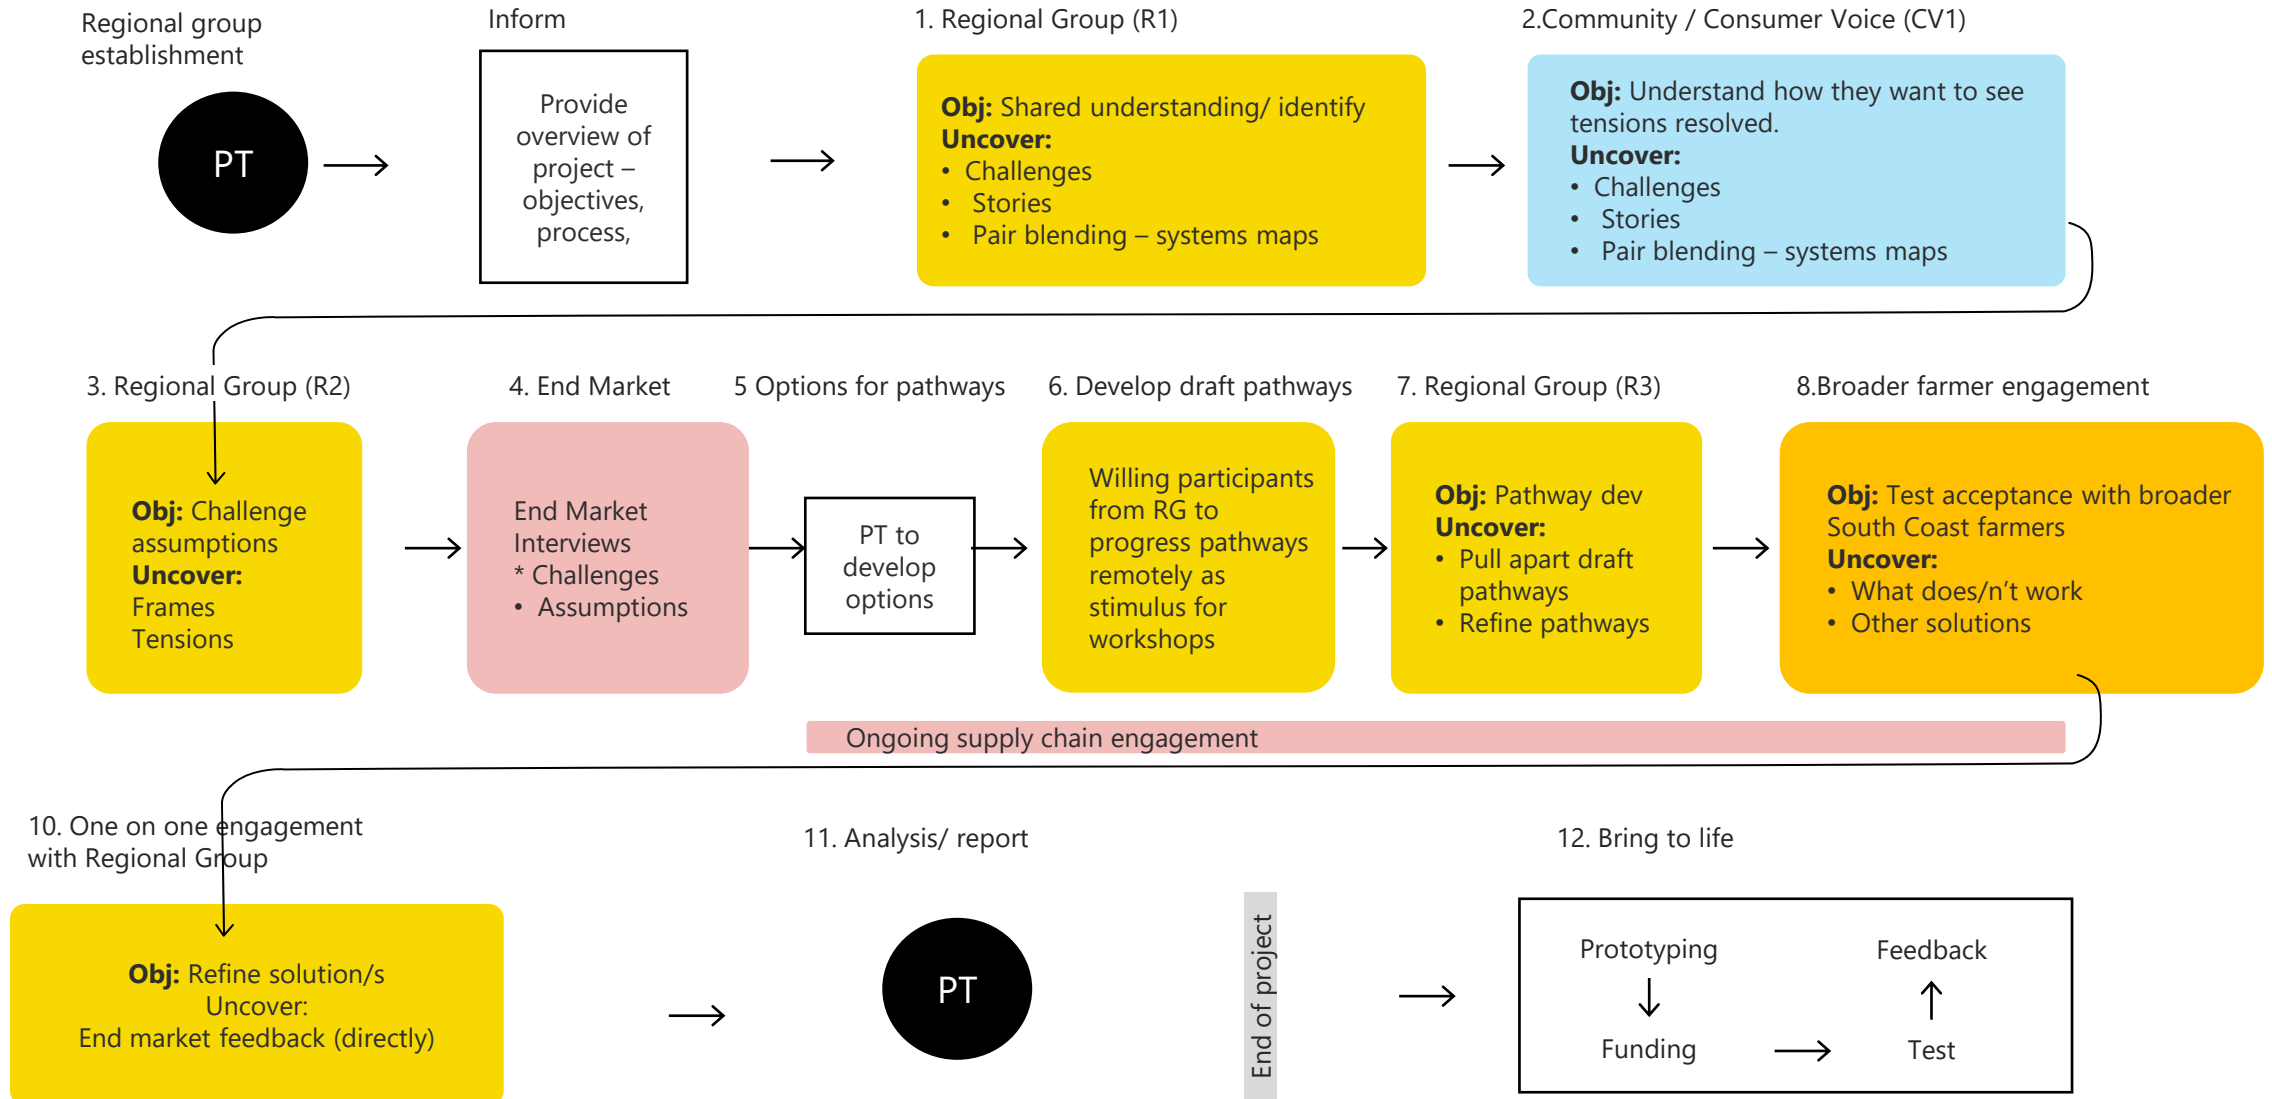 Regional group
establishment
PT
Inform
Provide
overview of
project –
objectives,
process,
1. Regional Group (R1)
Obj: Shared understanding/ identify
Uncover:
• Challenges
• Stories
• Pair blending – systems maps
2.Community / Consumer Voice (CV1)
Obj: Understand how they want to see
tensions resolved.
Uncover:
• Challenges
• Stories
• Pair blending – systems maps
3. Regional Group (R2)
Obj: Challenge
assumptions
Uncover:
Frames
Tensions
4. End Market
End Market
Interviews
* Challenges
• Assumptions
5 Options for pathways
PT to
develop
options
6. Develop draft pathways
Willing participants
from RG to
progress pathways
remotely as
stimulus for
workshops
7. Regional Group (R3)
Obj: Pathway dev
Uncover:
• Pull apart draft
pathways
• Refine pathways
8.Broader farmer engagement
Obj: Test acceptance with broader
South Coast farmers
Uncover:
• What does/n’t work
• Other solutions
Ongoing supply chain engagement
10. One on one engagement
with Regional Group
Obj: Refine solution/s
Uncover:
End market feedback (directly)
11. Analysis/ report
PT
End of project
12. Bring to life
Prototyping
Funding
Test
Feedback